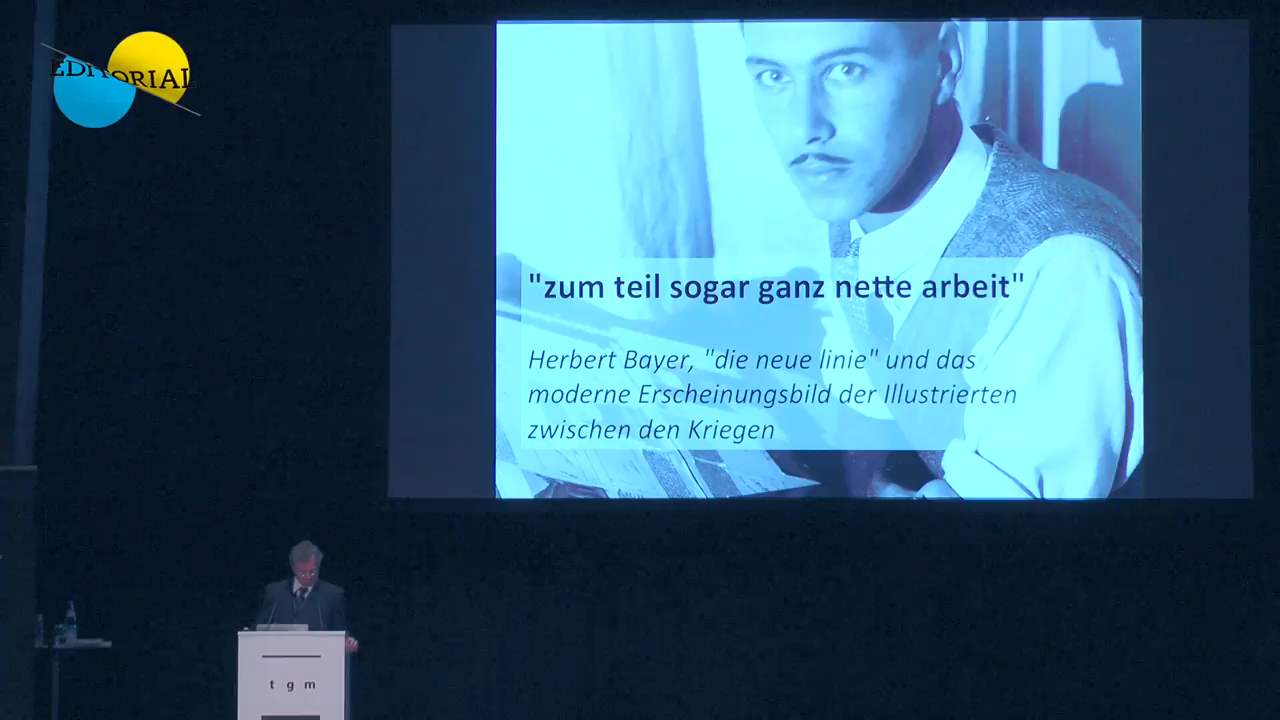 EDITORIAL
"zum teil sogar ganz nette arbeit"
Herbert Bayer, "die neue linie" und das
moderne Erscheinungsbild der Illustrierten
zwischen den Kriegen
t g m